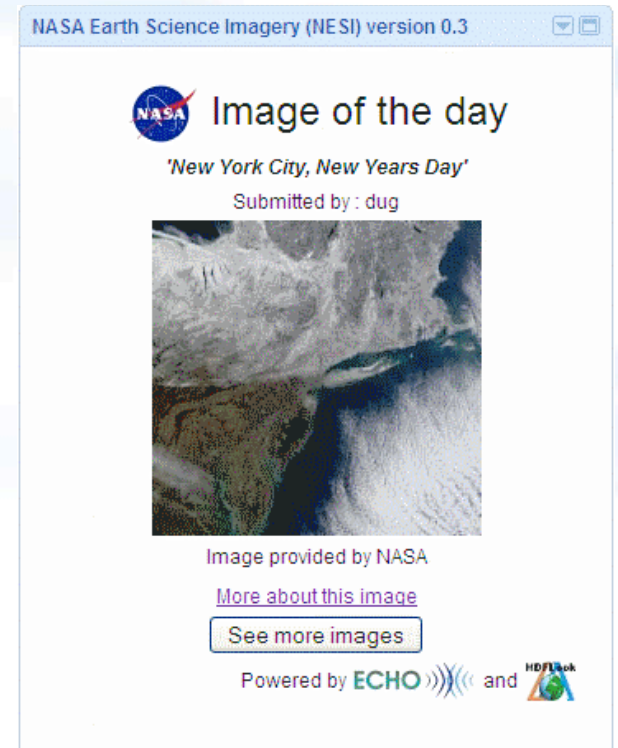 NASA Earth Science Imagery (NESI) version 0.3
NASA Image of the day
'New York City, New Years Day'
Submitted by : dug
Image provided by NASA
More about this image
See more images
Powered by ECHO and HDFLook